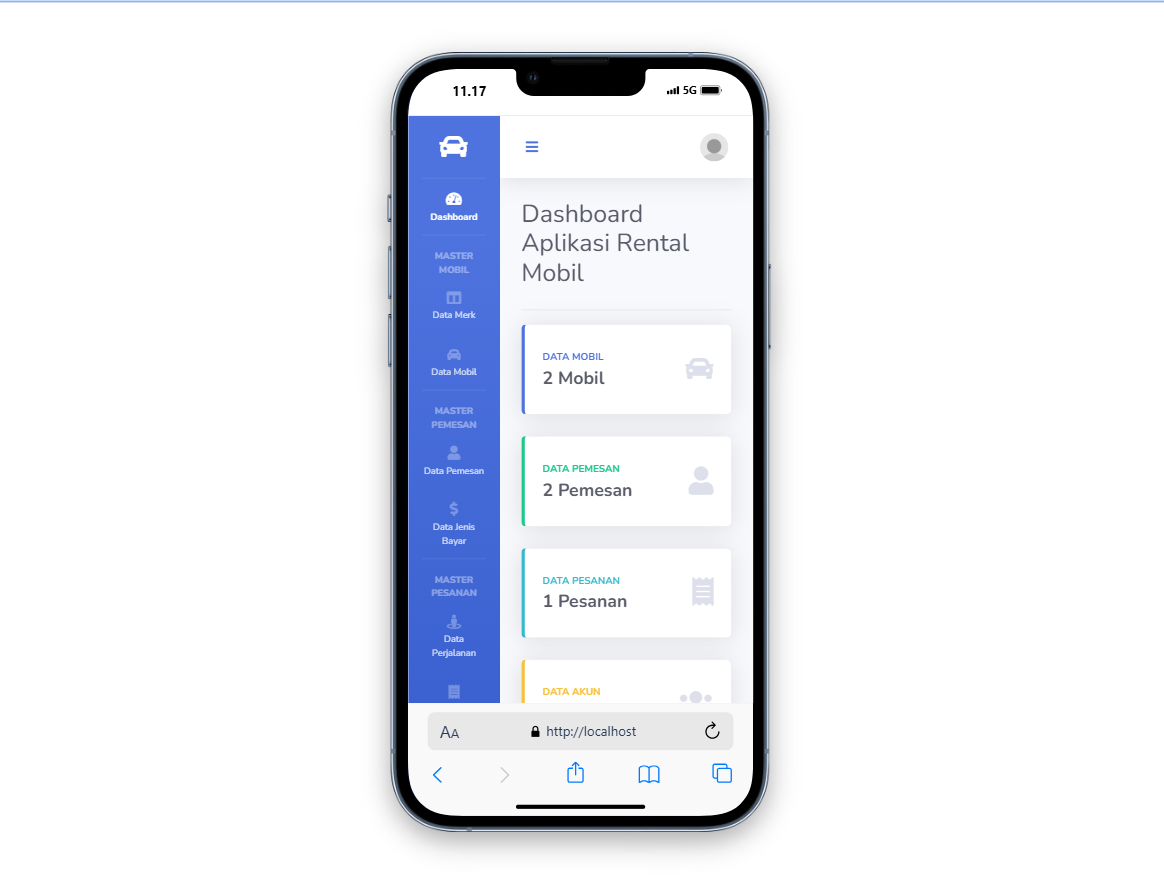 11.17
5G
Dashboard
MASTER
MOBIL
Data Merk
Data Mobil
MASTER
PEMESAN
Data Pemesan
Data Jenis
Bayar
MASTER
PESANAN
Data
Perjalanan
Dashboard
Aplikasi Rental
Mobil
DATA MOBIL
2 Mobil
DATA PEMESAN
2 Pemesan
DATA PESANAN
1 Pesanan
DATA AKUN
AA
http://localhost